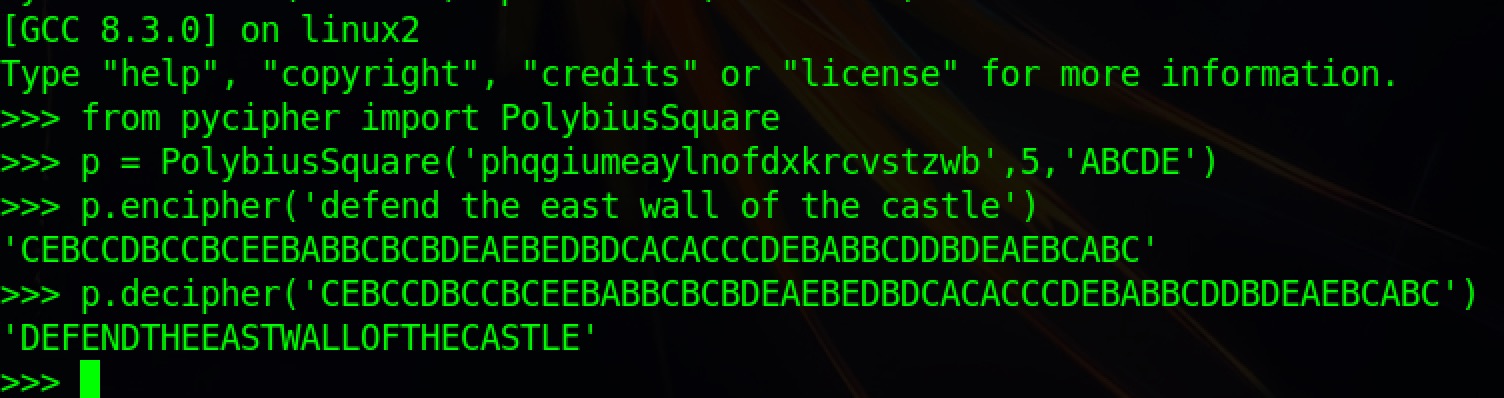 [GCC 8.3.0] on linux2
Type "help", "copyright", "credits" or "license" for more information.
>>> from pycipher import PolybiusSquare
>>> p = PolybiusSquare('phqgiumeaylnofdxkrcvstzwb',5,'ABCDE')
>>> p.encipher('defend the east wall of the castle')
'CEBCCDBCCBCEEBABBCBCBDEAEBEDBDCACACCCDEBABBCDDBDEAEBCABC'
>>> p.decipher('CEBCCDBCCBCEEBABBCBCBDEAEBEDBDCACACCCDEBABBCDDBDEAEBCABC')
'DEFENDTHEEASTWALLOFTHECASTLE'
>>>